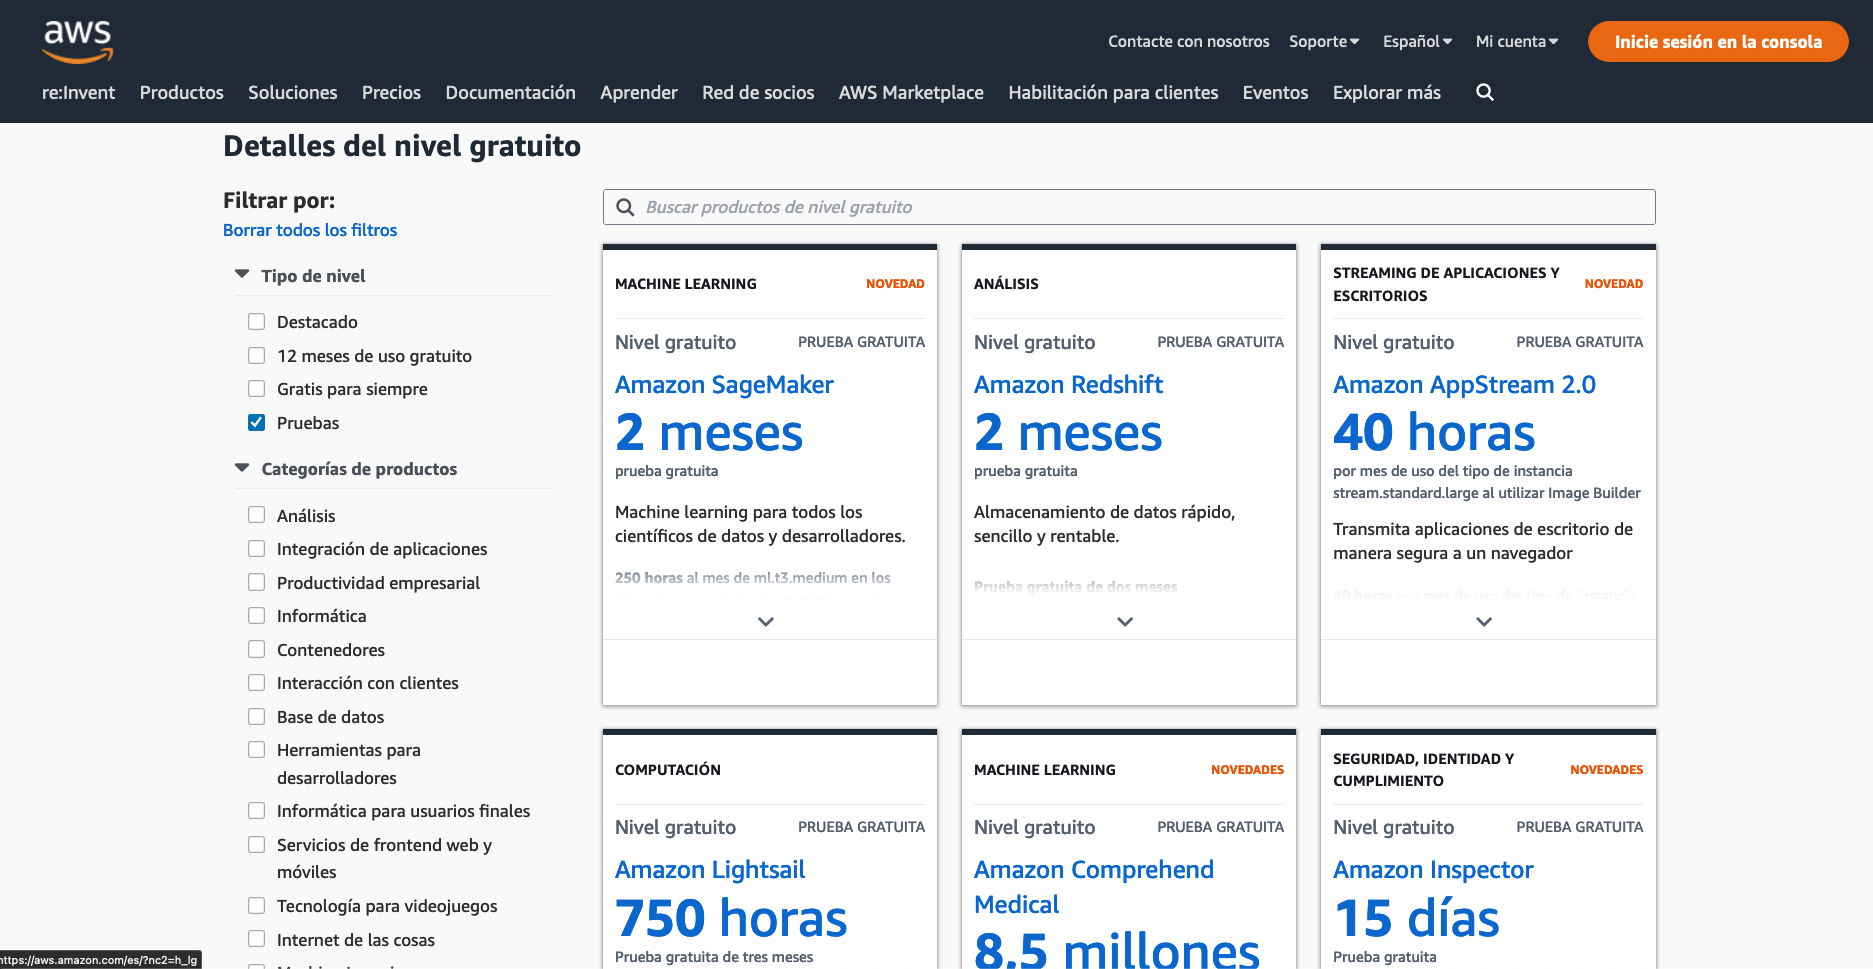 aws
Contacte con nosotros Soporte Español Mi cuenta Inicie sesión en la consola
re:Invent Productos Soluciones Precios Documentación Aprender Red de socios AWS Marketplace Habilitación para clientes Eventos Explorar más
Detalles del nivel gratuito
Filtrar por:
Borrar todos los filtros
Tipo de nivel
Destacado
12 meses de uso gratuito
Gratis para siempre
Pruebas
Categorías de productos
Análisis
Integración de aplicaciones
Productividad empresarial
Informática
Contenedores
Interacción con clientes
Base de datos
Herramientas para
desarrolladores
Informática para usuarios finales
Servicios de frontend web y
móviles
Tecnología para videojuegos
Internet de las cosas
Buscar productos de nivel gratuito
MACHINE LEARNING NOVEDAD
Nivel gratuito PRUEBA GRATUITA
Amazon SageMaker
2 meses
prueba gratuita
Machine learning para todos los
científicos de datos y desarrolladores.
250 horas al mes de ml.t3.medium en los
ANÁLISIS
Nivel gratuito PRUEBA GRATUITA
Amazon Redshift
2 meses
prueba gratuita
Almacenamiento de datos rápido,
sencillo y rentable.
Prueba gratuita de dos meses
STREAMING DE APLICACIONES Y
ESCRITORIOS
NOVEDAD
Nivel gratuito PRUEBA GRATUITA
Amazon AppStream 2.0
40 horas
por mes de uso del tipo de instancia
stream.standard.large al utilizar Image Builder
Transmita aplicaciones de escritorio de
manera segura a un navegador
40 horas por mes de uso del tipo de instancia
COMPUTACIÓN
Nivel gratuito PRUEBA GRATUITA
Amazon Lightsail
750 horas
Prueba gratuita de tres meses
MACHINE LEARNING NOVEDADES
Nivel gratuito PRUEBA GRATUITA
Amazon Comprehend
Medical
8.5 millones
SEGURIDAD, IDENTIDAD Y
CUMPLIMIENTO
NOVEDADES
Nivel gratuito PRUEBA GRATUITA
Amazon Inspector
15 días
Prueba gratuita
https://aws.amazon.com/es/?nc2=h_lg